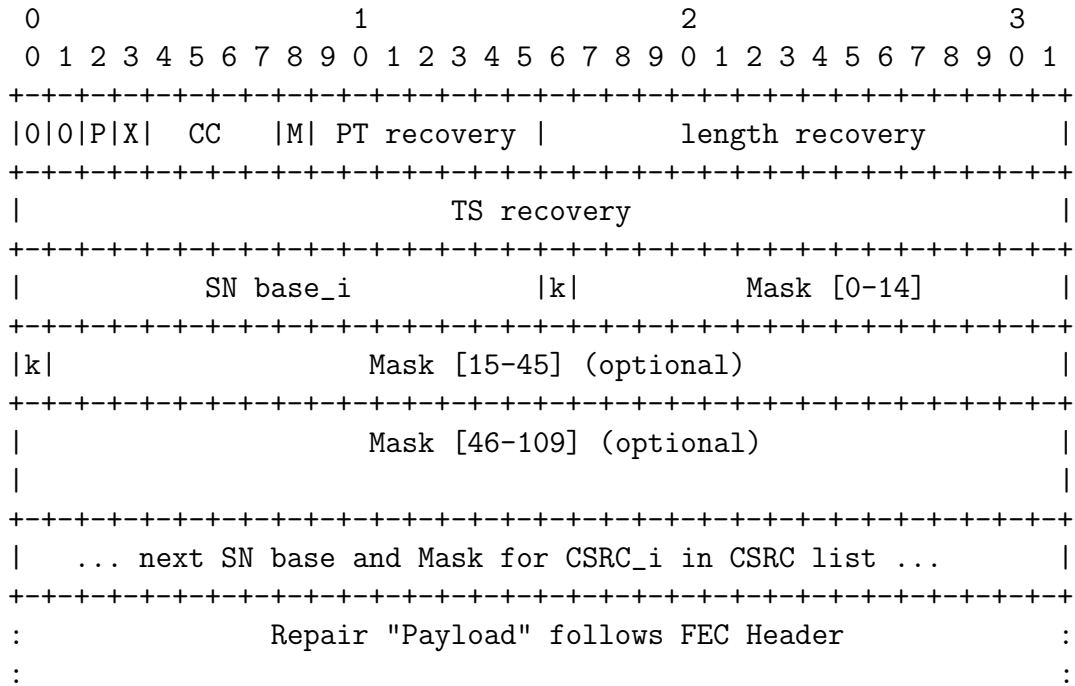 0                   1                   2                   3
 0 1 2 3 4 5 6 7 8 9 0 1 2 3 4 5 6 7 8 9 0 1 2 3 4 5 6 7 8 9 0 1
+-+-+-+-+-+-+-+-+-+-+-+-+-+-+-+-+-+-+-+-+-+-+-+-+-+-+-+-+-+-+-+-+
|0|0|P|X|  CC   |M| PT recovery |        length recovery        |
+-+-+-+-+-+-+-+-+-+-+-+-+-+-+-+-+-+-+-+-+-+-+-+-+-+-+-+-+-+-+-+-+
|                          TS recovery                          |
+-+-+-+-+-+-+-+-+-+-+-+-+-+-+-+-+-+-+-+-+-+-+-+-+-+-+-+-+-+-+-+-+
|           SN base_i           |k|          Mask [0-14]        |
+-+-+-+-+-+-+-+-+-+-+-+-+-+-+-+-+-+-+-+-+-+-+-+-+-+-+-+-+-+-+-+-+
|k|                   Mask [15-45] (optional)                   |
+-+-+-+-+-+-+-+-+-+-+-+-+-+-+-+-+-+-+-+-+-+-+-+-+-+-+-+-+-+-+-+-+
|                     Mask [46-109] (optional)                  |
|                                                               |
+-+-+-+-+-+-+-+-+-+-+-+-+-+-+-+-+-+-+-+-+-+-+-+-+-+-+-+-+-+-+-+-+
|   ... next SN base and Mask for CSRC_i in CSRC list ...       |
+-+-+-+-+-+-+-+-+-+-+-+-+-+-+-+-+-+-+-+-+-+-+-+-+-+-+-+-+-+-+-+-+
:               Repair "Payload" follows FEC Header             :
:                                                               :